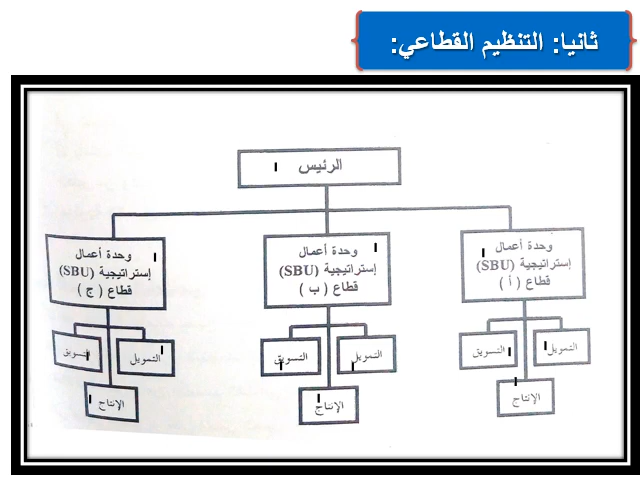 ثانيا: التنظيم القطاعي:
الرئيس
وحدة أعمال
إستراتيجية (SBU)
قطاع ( أ )
وحدة أعمال
إستراتيجية (SBU)
قطاع ( ب )
وحدة أعمال
إستراتيجية (SBU)
قطاع ( ج )
التمويل
التسويق
الإنتاج
التمويل
التسويق
الإنتاج
التمويل
التسويق
الإنتاج